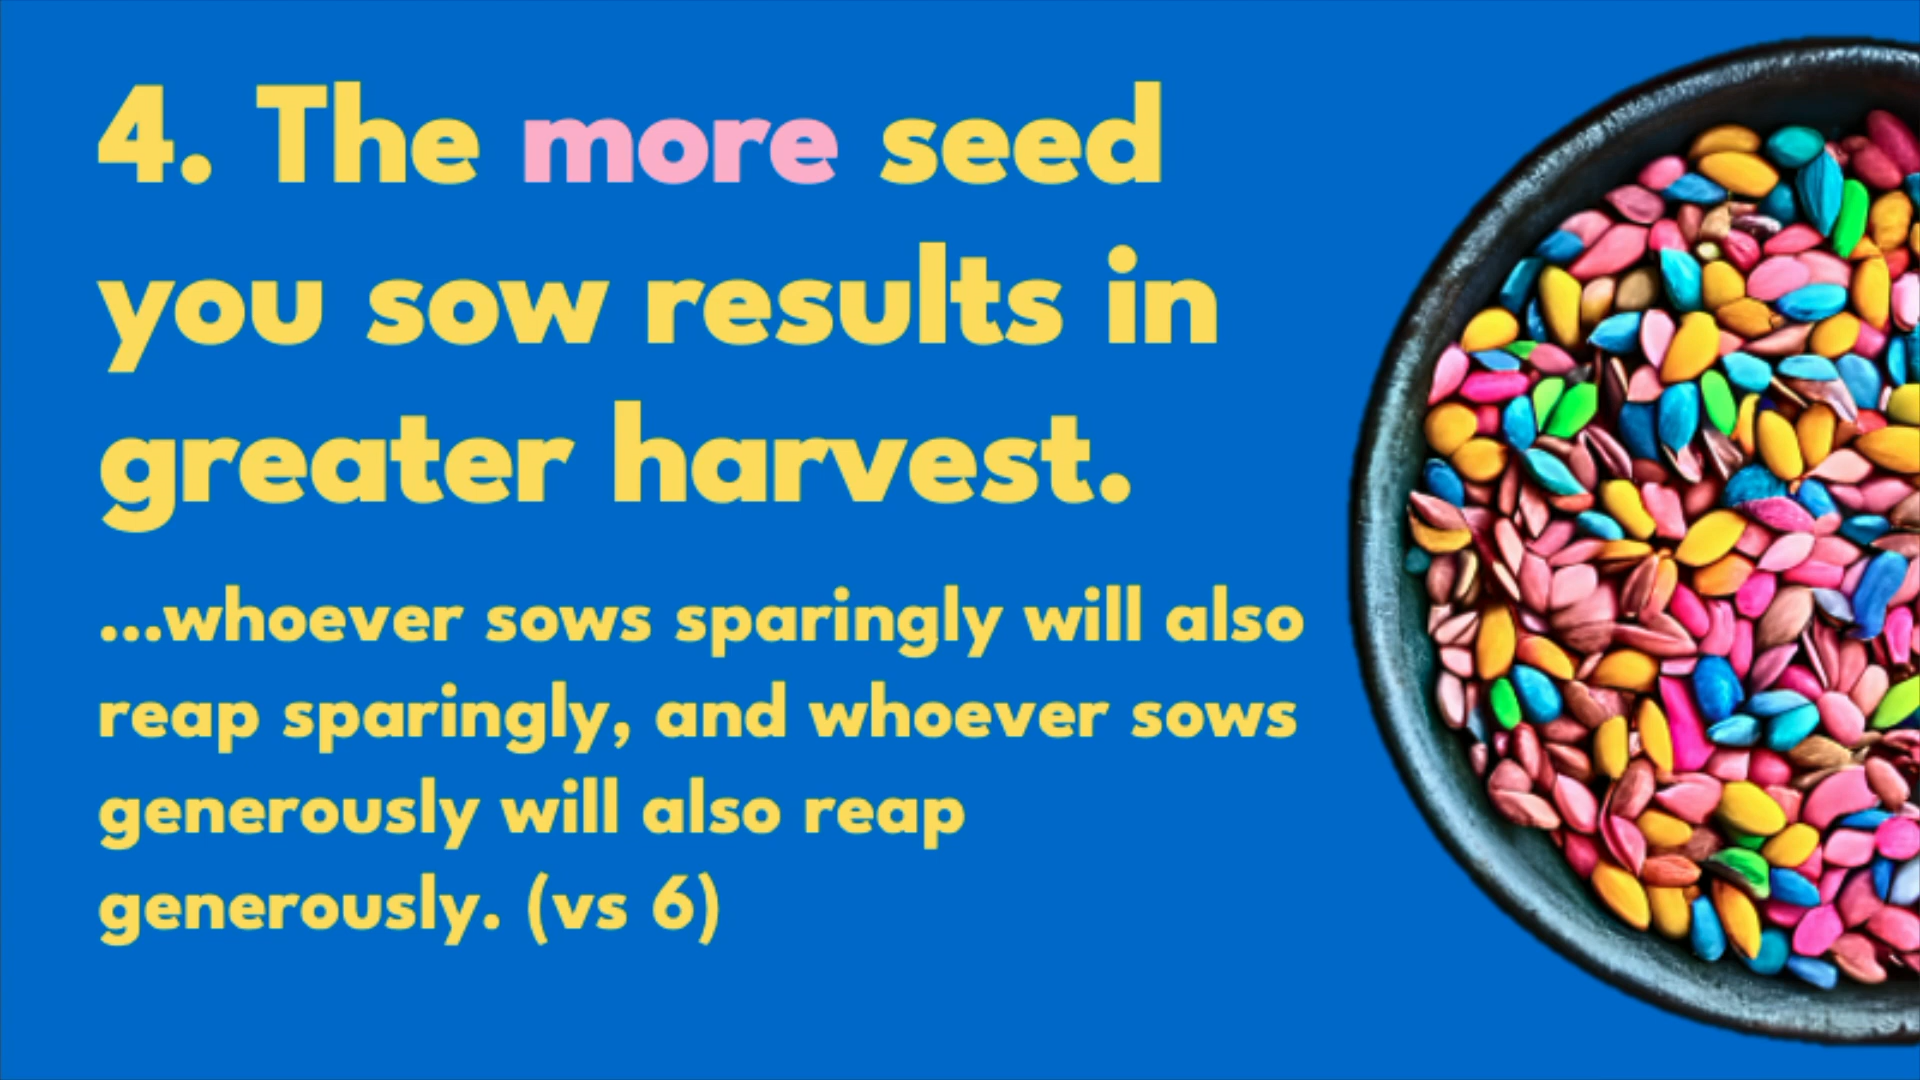 4. The more seed
you sow results in
greater harvest.
...whoever sows sparingly will also
reap sparingly, and whoever sows
generously will also reap
generously. (vs 6)